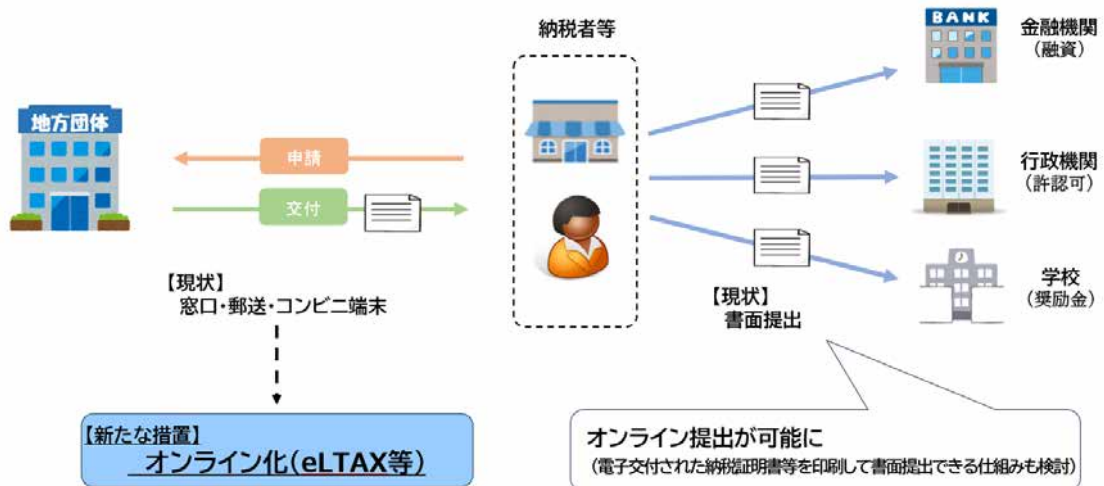 納税者等
BANK
金融機関
（融資）
地方団体
申請
交付
行政機関
（許認可）
学校
（奨励金）
【現状】
窓口・郵送・コンビニ端末
【現状】
書面提出
【新たな措置】
オンライン化（eLTAX等）
オンライン提出が可能に
（電子交付された納税証明書等を印刷して書面提出できる仕組みも検討）